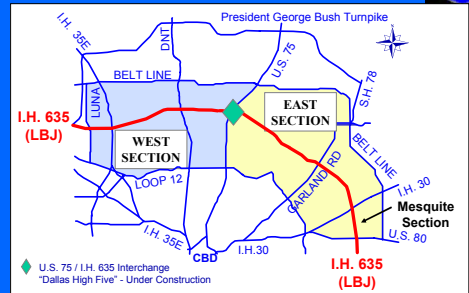 President George Bush Turnpike
I.H. 35E
DNT
U.S. 75
S.H. 78
BELT LINE
LUNA
I.H. 635
(LBJ)
WEST
SECTION
EAST
SECTION
BELT LINE
LOOP 12
GARLAND RD
I.H. 30
Mesquite
Section
I.H. 35E
CBD
I.H.30
U.S. 80
I.H. 635
(LBJ)
U.S. 75 / I.H. 635 Interchange
“Dallas High Five” - Under Construction